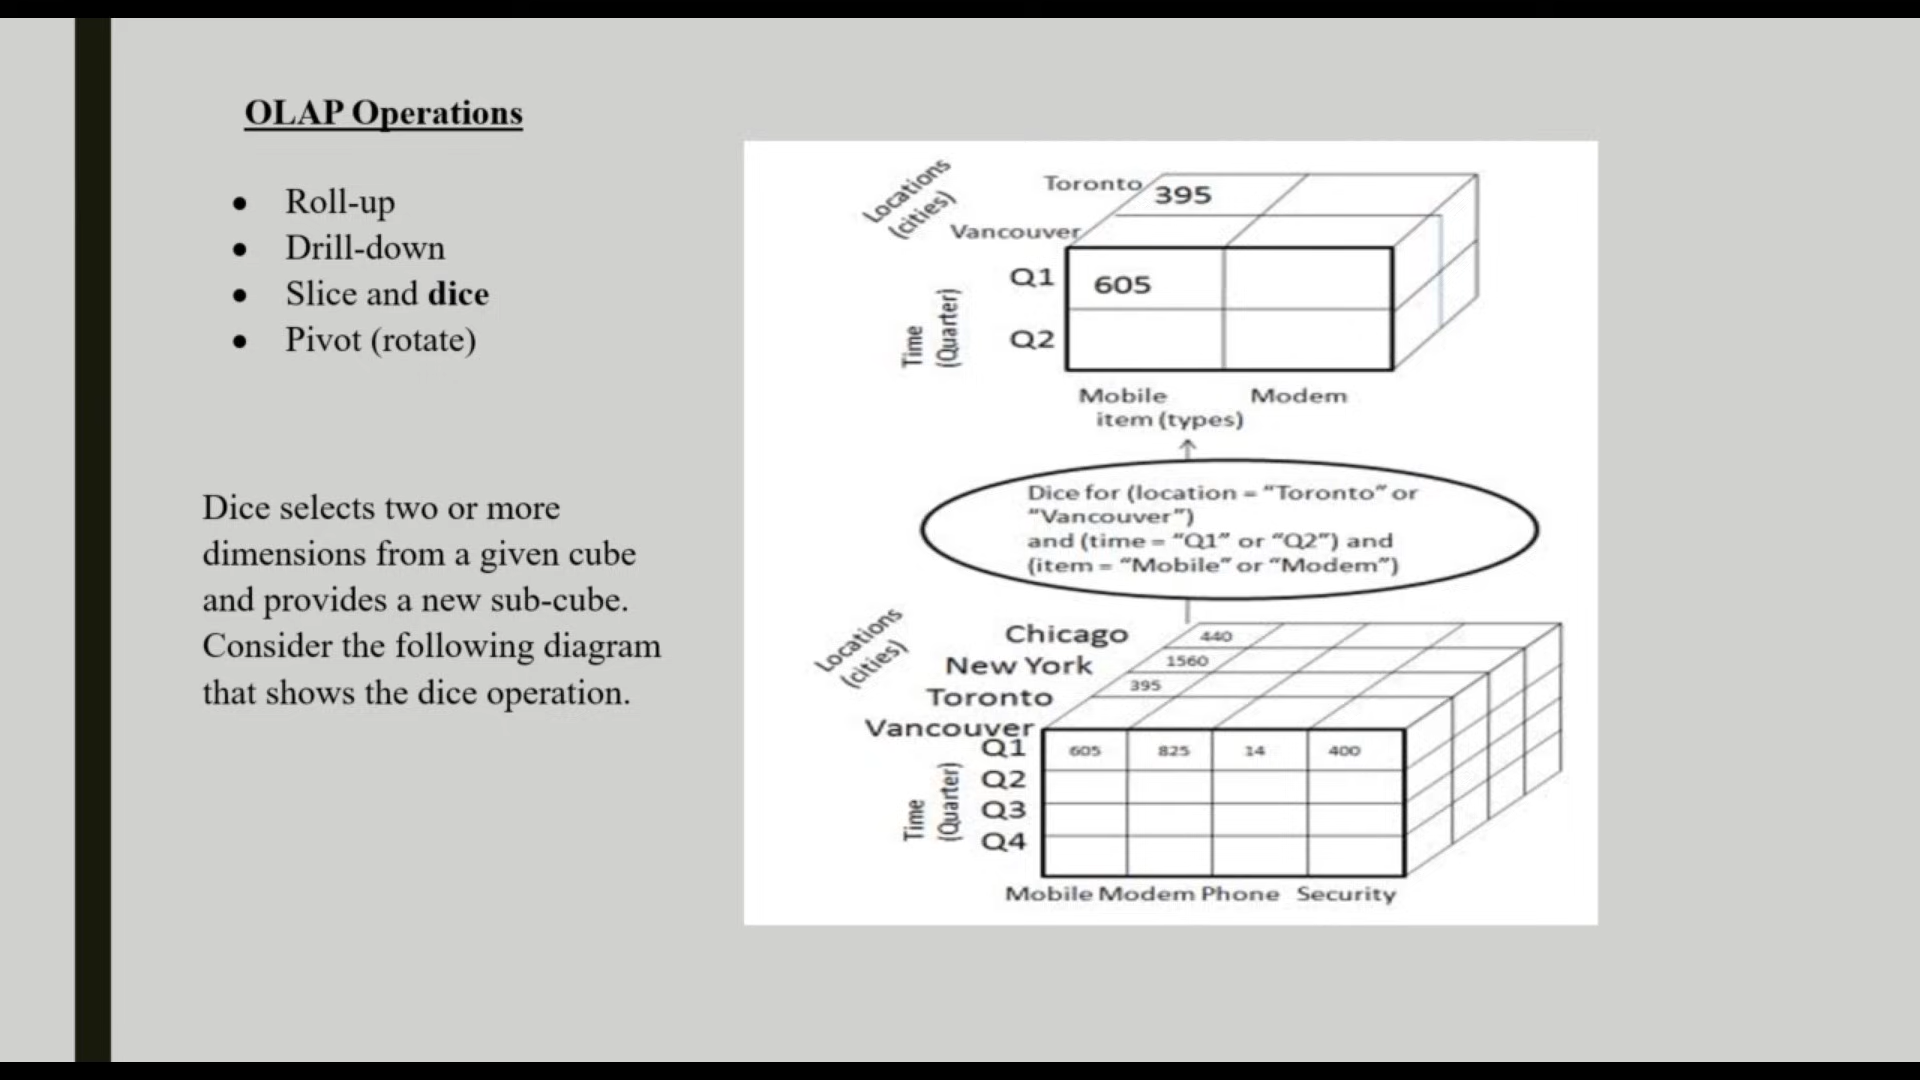 OLAP Operations
• Roll-up
• Drill-down
• Slice and dice
• Pivot (rotate)
Dice selects two or more
dimensions from a given cube
and provides a new sub-cube.
Consider the following diagram
that shows the dice operation.
Locations
(cities)
Toronto
395
Vancouver
Time
(Quarter)
Q1
605
Q2
Mobile Modem
item (types)
Dice for (location = “Toronto” or
“Vancouver”)
and (time = “Q1” or “Q2”) and
(item = “Mobile” or “Modem”)
Locations
(cities)
Chicago 440
New York 1560
Toronto 395
Vancouver
Time
(Quarter)
Q1 605 825 14 400
Q2
Q3
Q4
Mobile Modem Phone Security